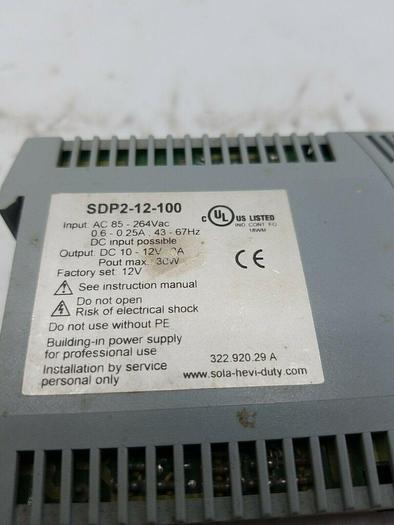 SDP2-12-100
Input: AC 85 - 264Vac
0.6 - 0.25A ; 43 - 67Hz
DC input possible
Output: DC 10 - 12V
Pout max.: 30W
Factory set: 12V
See instruction manual
Do not open
Risk of electrical shock
Do not use without PE
Building-in power supply
for professional use
Installation by service
personal only
c UL US LISTED
IND. CONT. EQ.
18WM
CE
322.920.29 A
www.sola-hevi-duty.com